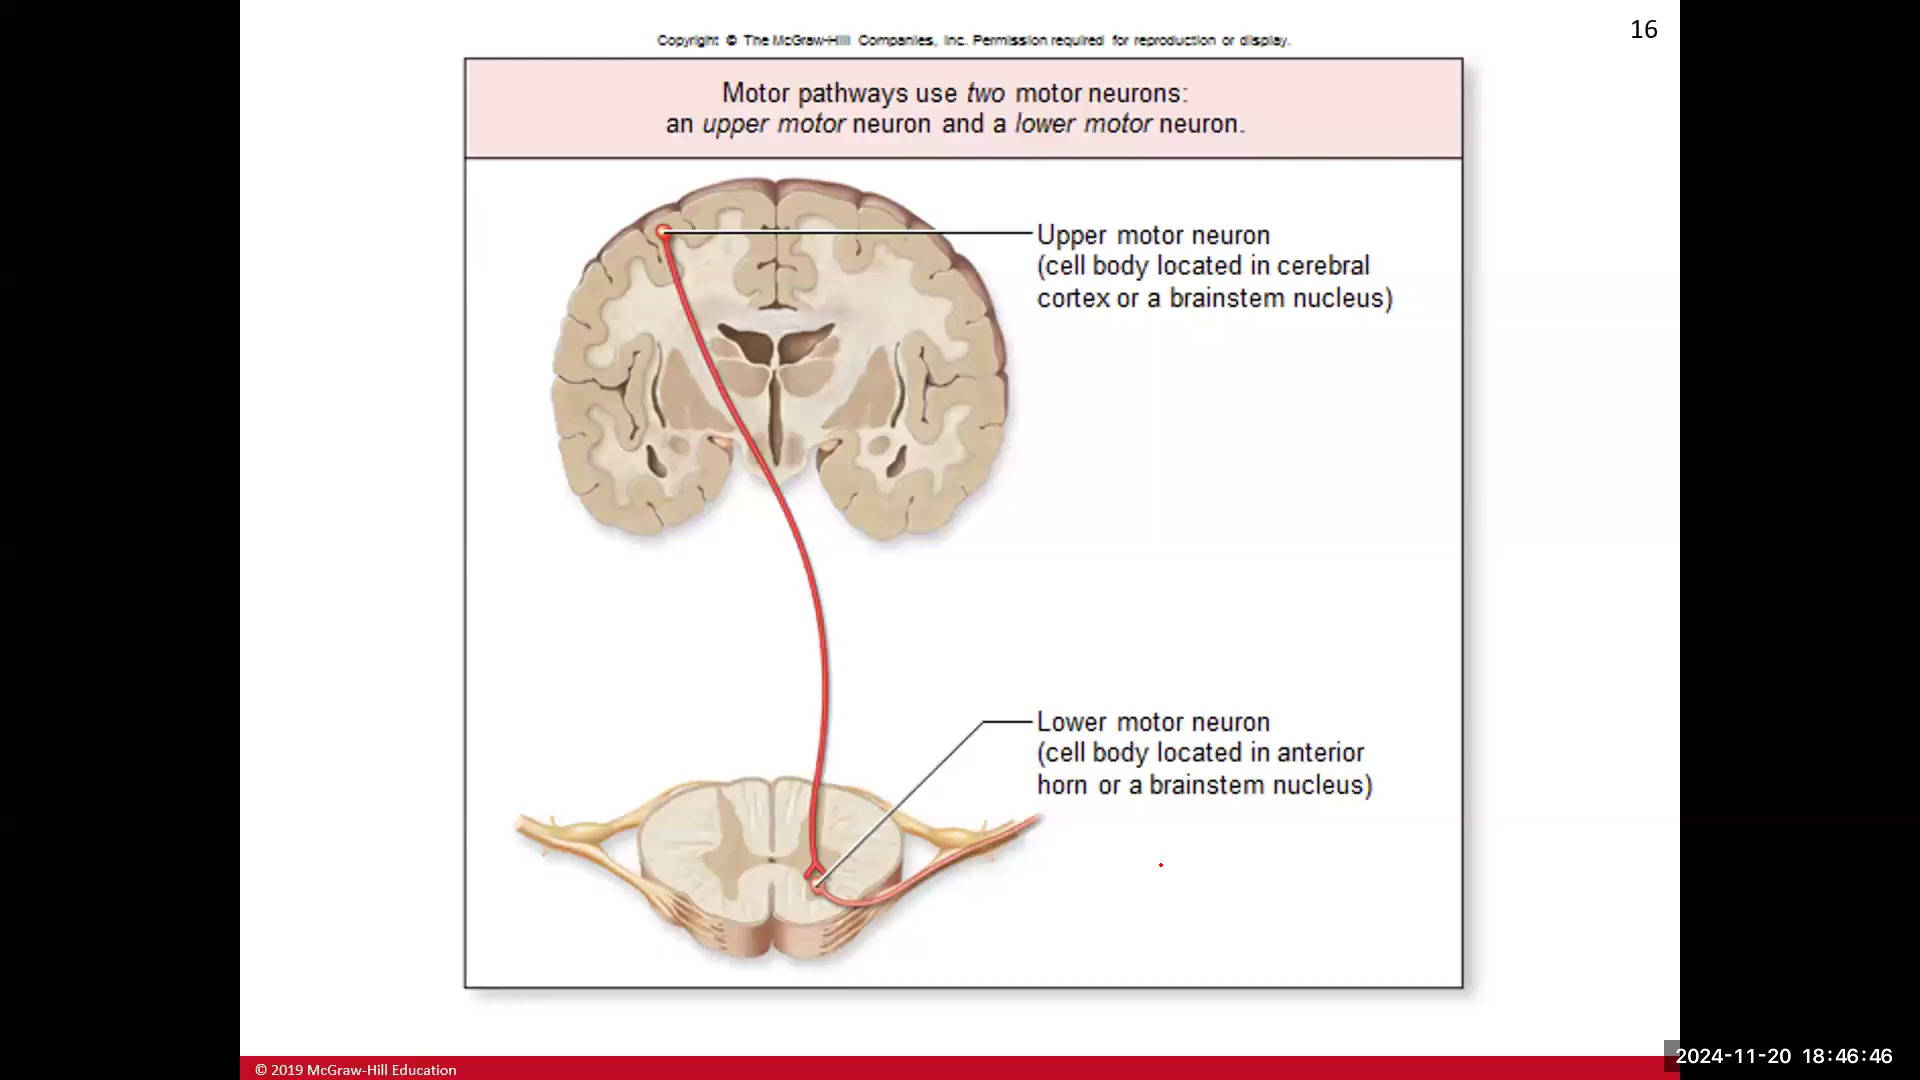 16
Copyright © The McGraw-Hill Companies, Inc. Permission required for reproduction or display.
Motor pathways use two motor neurons:
an upper motor neuron and a lower motor neuron.
Upper motor neuron
(cell body located in cerebral
cortex or a brainstem nucleus)
Lower motor neuron
(cell body located in anterior
horn or a brainstem nucleus)
© 2019 McGraw-Hill Education
2024-11-20 18:46:46